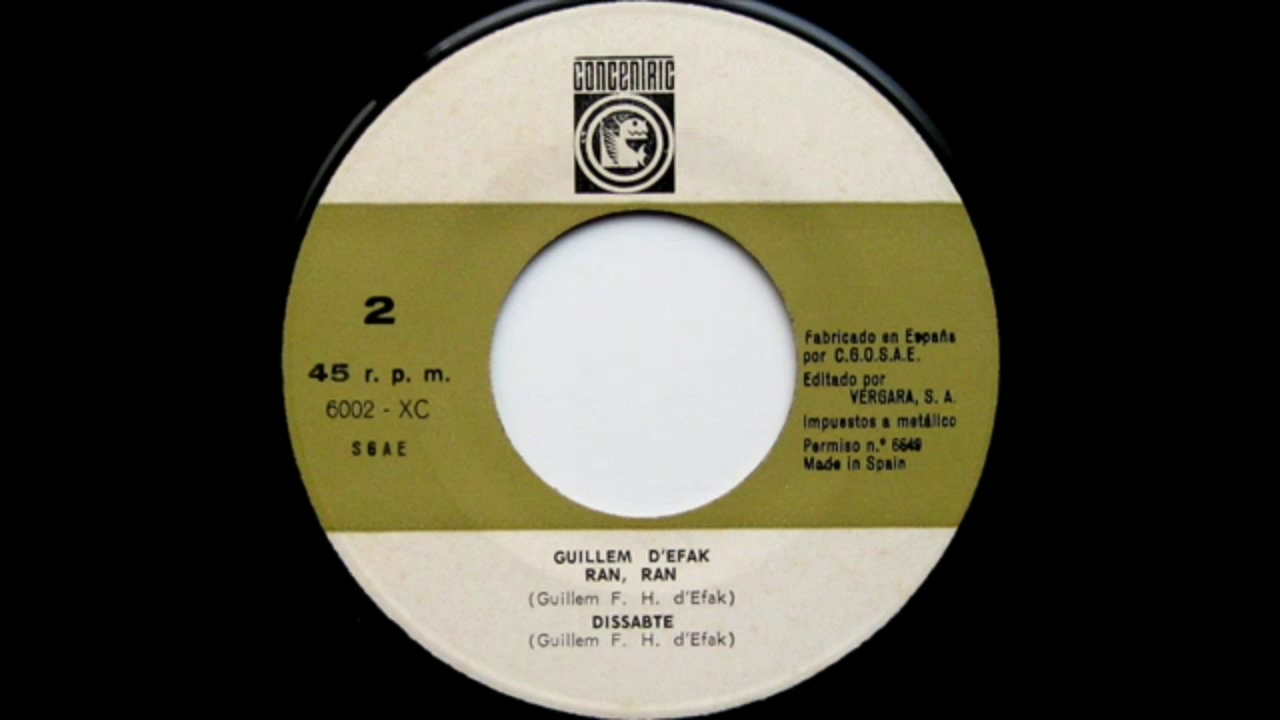 CONCENTRIC
2
45 r. p. m.
6002 - XC
SGAE
Fabricado en España
por C.G.O.S.A.E.
Editado por
VERGARA, S. A.
Impuestos a metálico
Permiso n.º 6649
Made in Spain
GUILLEM D'EFAK
RAN, RAN
(Guillem F. H. d'Efak)
DISSABTE
(Guillem F. H. d'Efak)